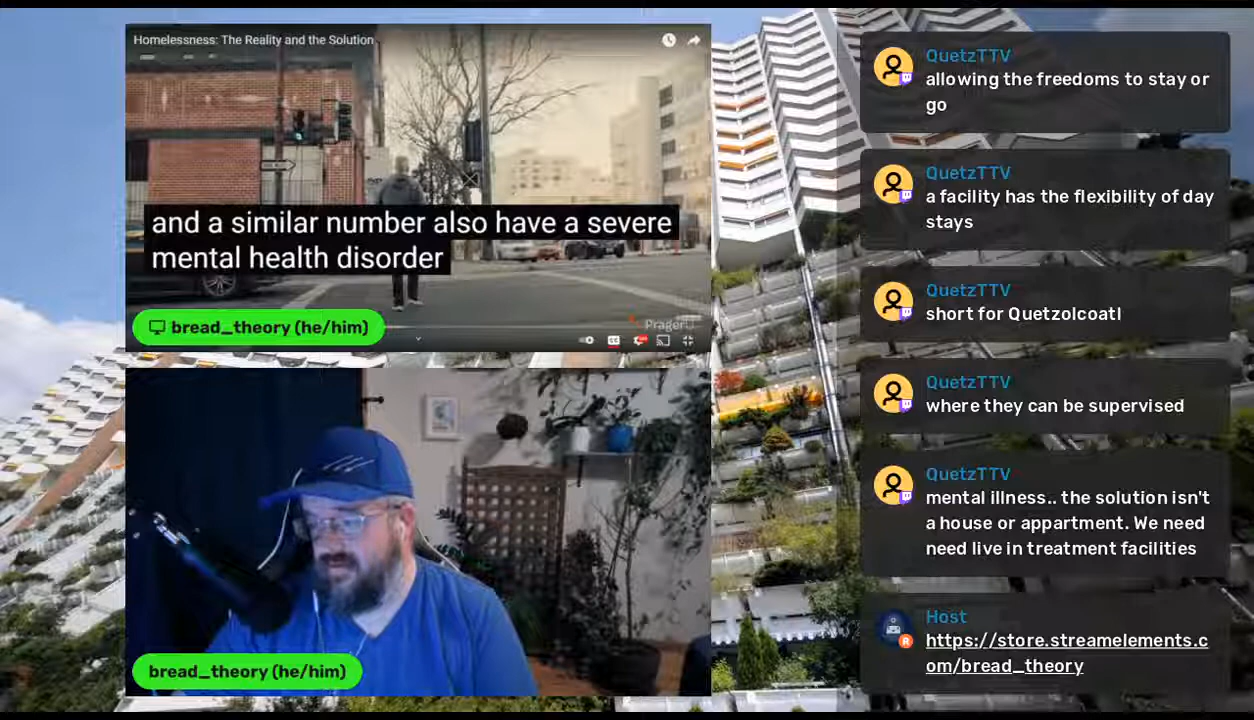 Homelessness: The Reality and the Solution
and a similar number also have a severe
mental health disorder
PragerU
bread_theory (he/him)
bread_theory (he/him)
QuetzTTV
allowing the freedoms to stay or
go
QuetzTTV
a facility has the flexibility of day
stays
QuetzTTV
short for Quetzolcoatl
QuetzTTV
where they can be supervised
QuetzTTV
mental illness.. the solution isn't
a house or appartment. We need
need live in treatment facilities
Host
https://store.streamelements.c
om/bread_theory